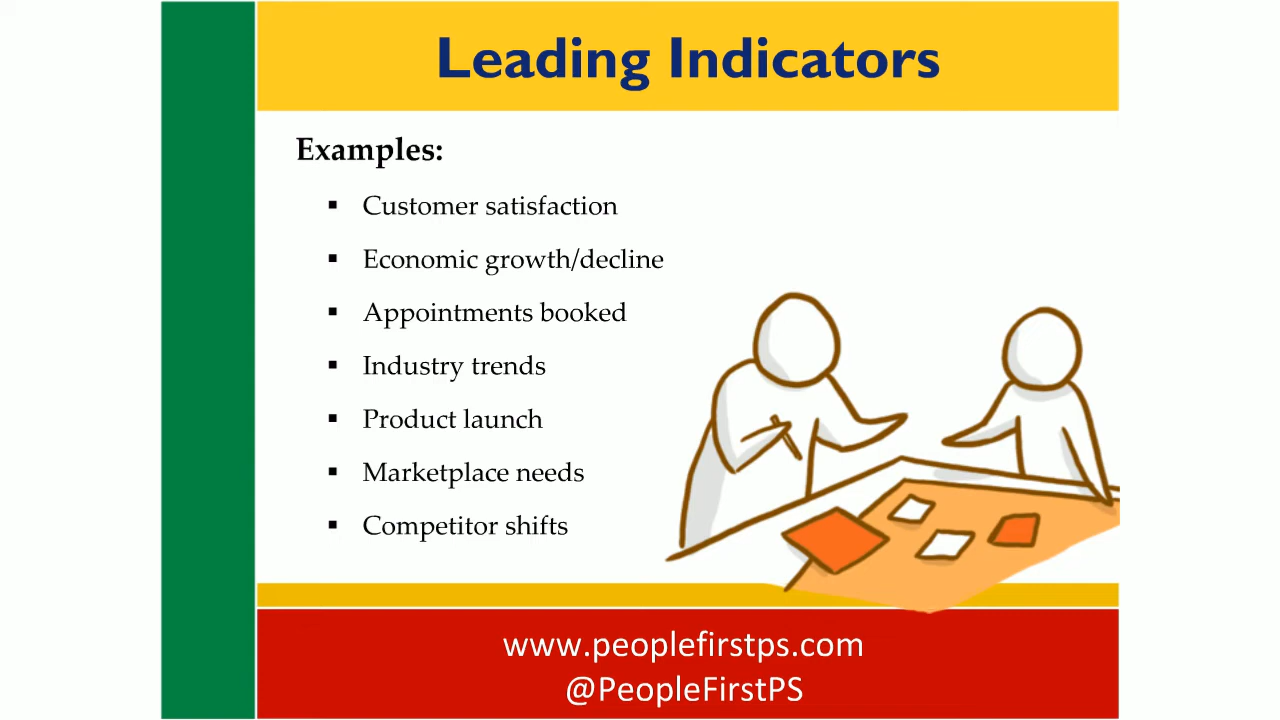 Leading Indicators
Examples:
▪ Customer satisfaction
▪ Economic growth/decline
▪ Appointments booked
▪ Industry trends
▪ Product launch
▪ Marketplace needs
▪ Competitor shifts
www.peoplefirstps.com
@PeopleFirstPS